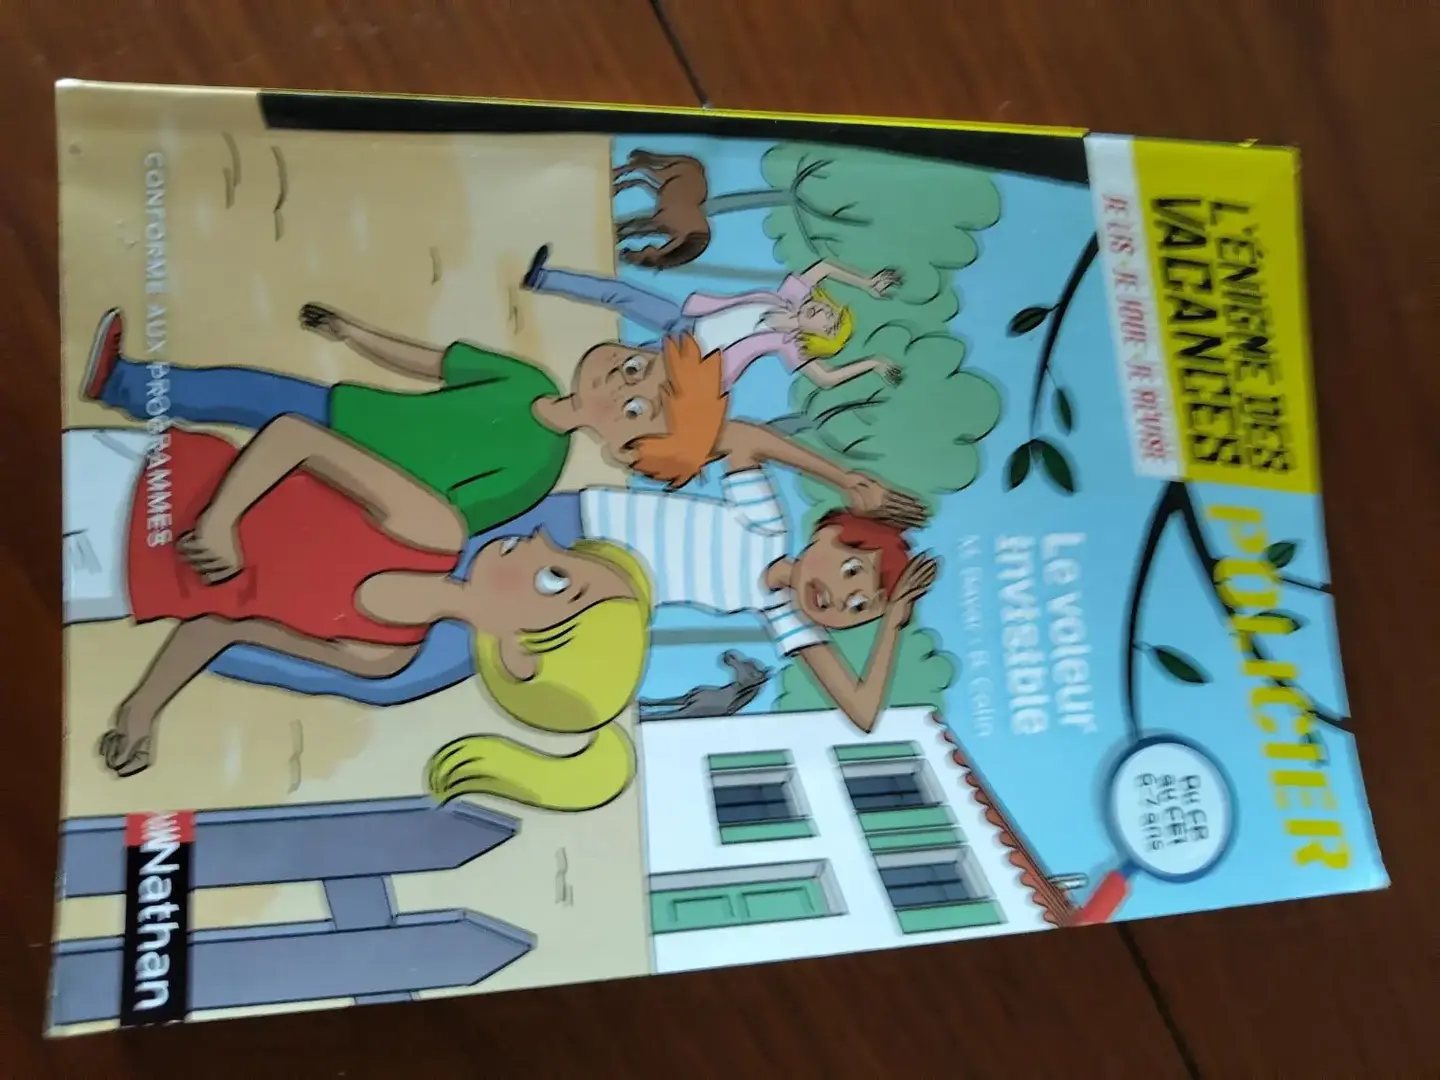 L'ÉNIGME DES
VACANCES
JE LIS - JE JOUE - JE RÉVISE
POLICIER
DU CP
AU CE1
6-7 ans
Le voleur
invisible
CONFORME AUX PROGRAMMES
Nathan